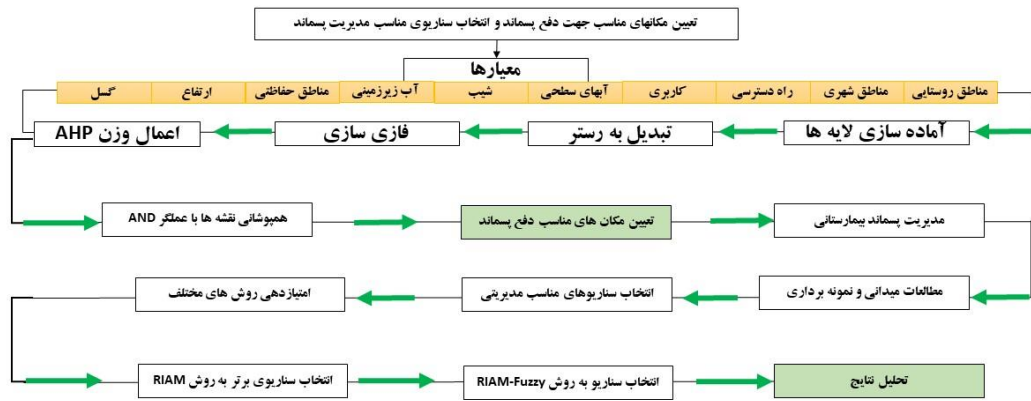 تعیین مکانهای مناسب جهت دفع پسماند و انتخاب سناریوی مناسب مدیریت پسماند
معیارها
مناطق روستایی مناطق شهری راه دسترسی کاربری آبهای سطحی شیب آب زیرزمینی مناطق حفاظتی ارتفاع گسل
آماده سازی لایه ها تبدیل به رستر فازی سازی اعمال وزن AHP
همپوشانی نقشه ها با عملگر AND تعیین مکان های مناسب دفع پسماند مدیریت پسماند بیمارستانی
مطالعات میدانی و نمونه برداری انتخاب سناریوهای مناسب مدیریتی امتیازدهی روش های مختلف
انتخاب سناریوی برتر به روش RIAM انتخاب سناریو به روش RIAM-Fuzzy تحلیل نتایج